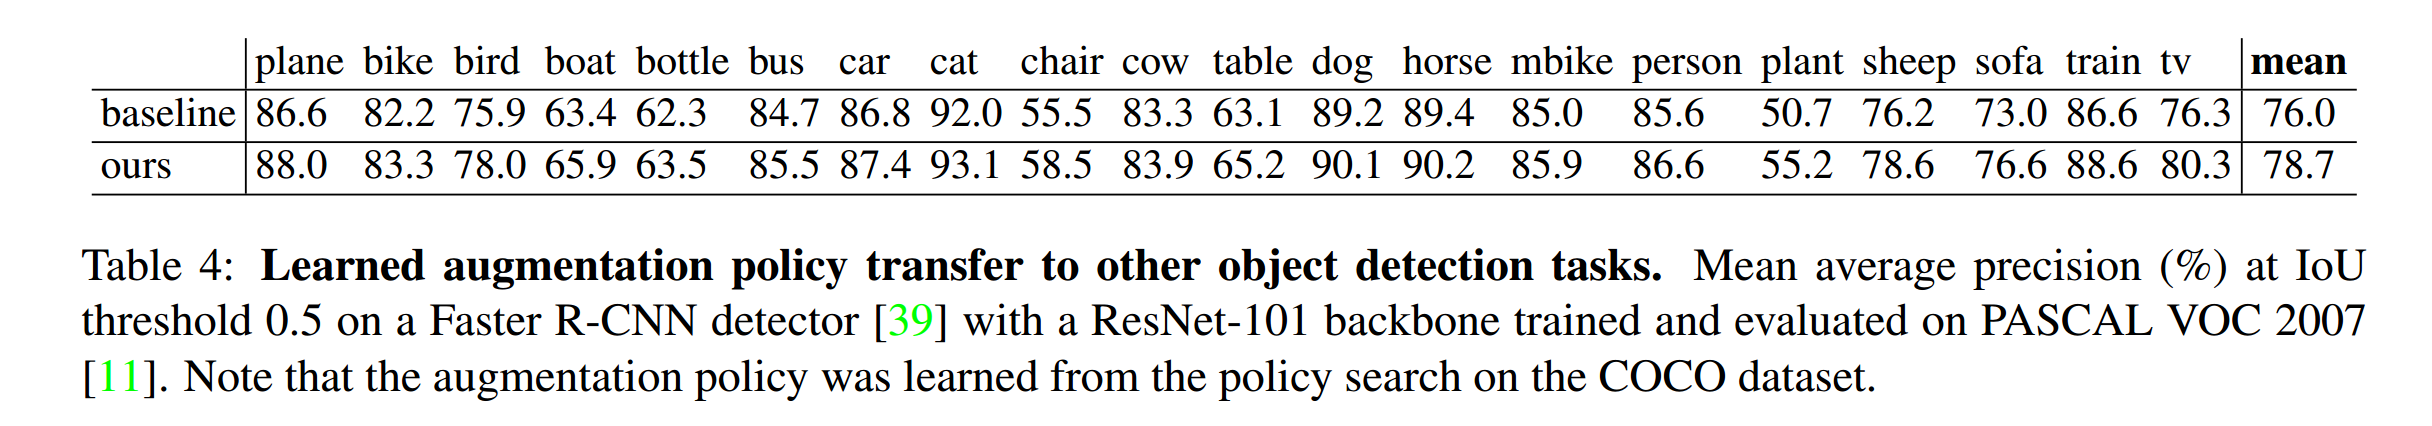 plane bike bird boat bottle bus car cat chair cow table dog horse mbike person plant sheep sofa train tv mean
baseline 86.6 82.2 75.9 63.4 62.3 84.7 86.8 92.0 55.5 83.3 63.1 89.2 89.4 85.0 85.6 50.7 76.2 73.0 86.6 76.3 76.0
ours 88.0 83.3 78.0 65.9 63.5 85.5 87.4 93.1 58.5 83.9 65.2 90.1 90.2 85.9 86.6 55.2 78.6 76.6 88.6 80.3 78.7
Table 4: Learned augmentation policy transfer to other object detection tasks. Mean average precision (%) at IoU
threshold 0.5 on a Faster R-CNN detector [39] with a ResNet-101 backbone trained and evaluated on PASCAL VOC 2007
[11]. Note that the augmentation policy was learned from the policy search on the COCO dataset.